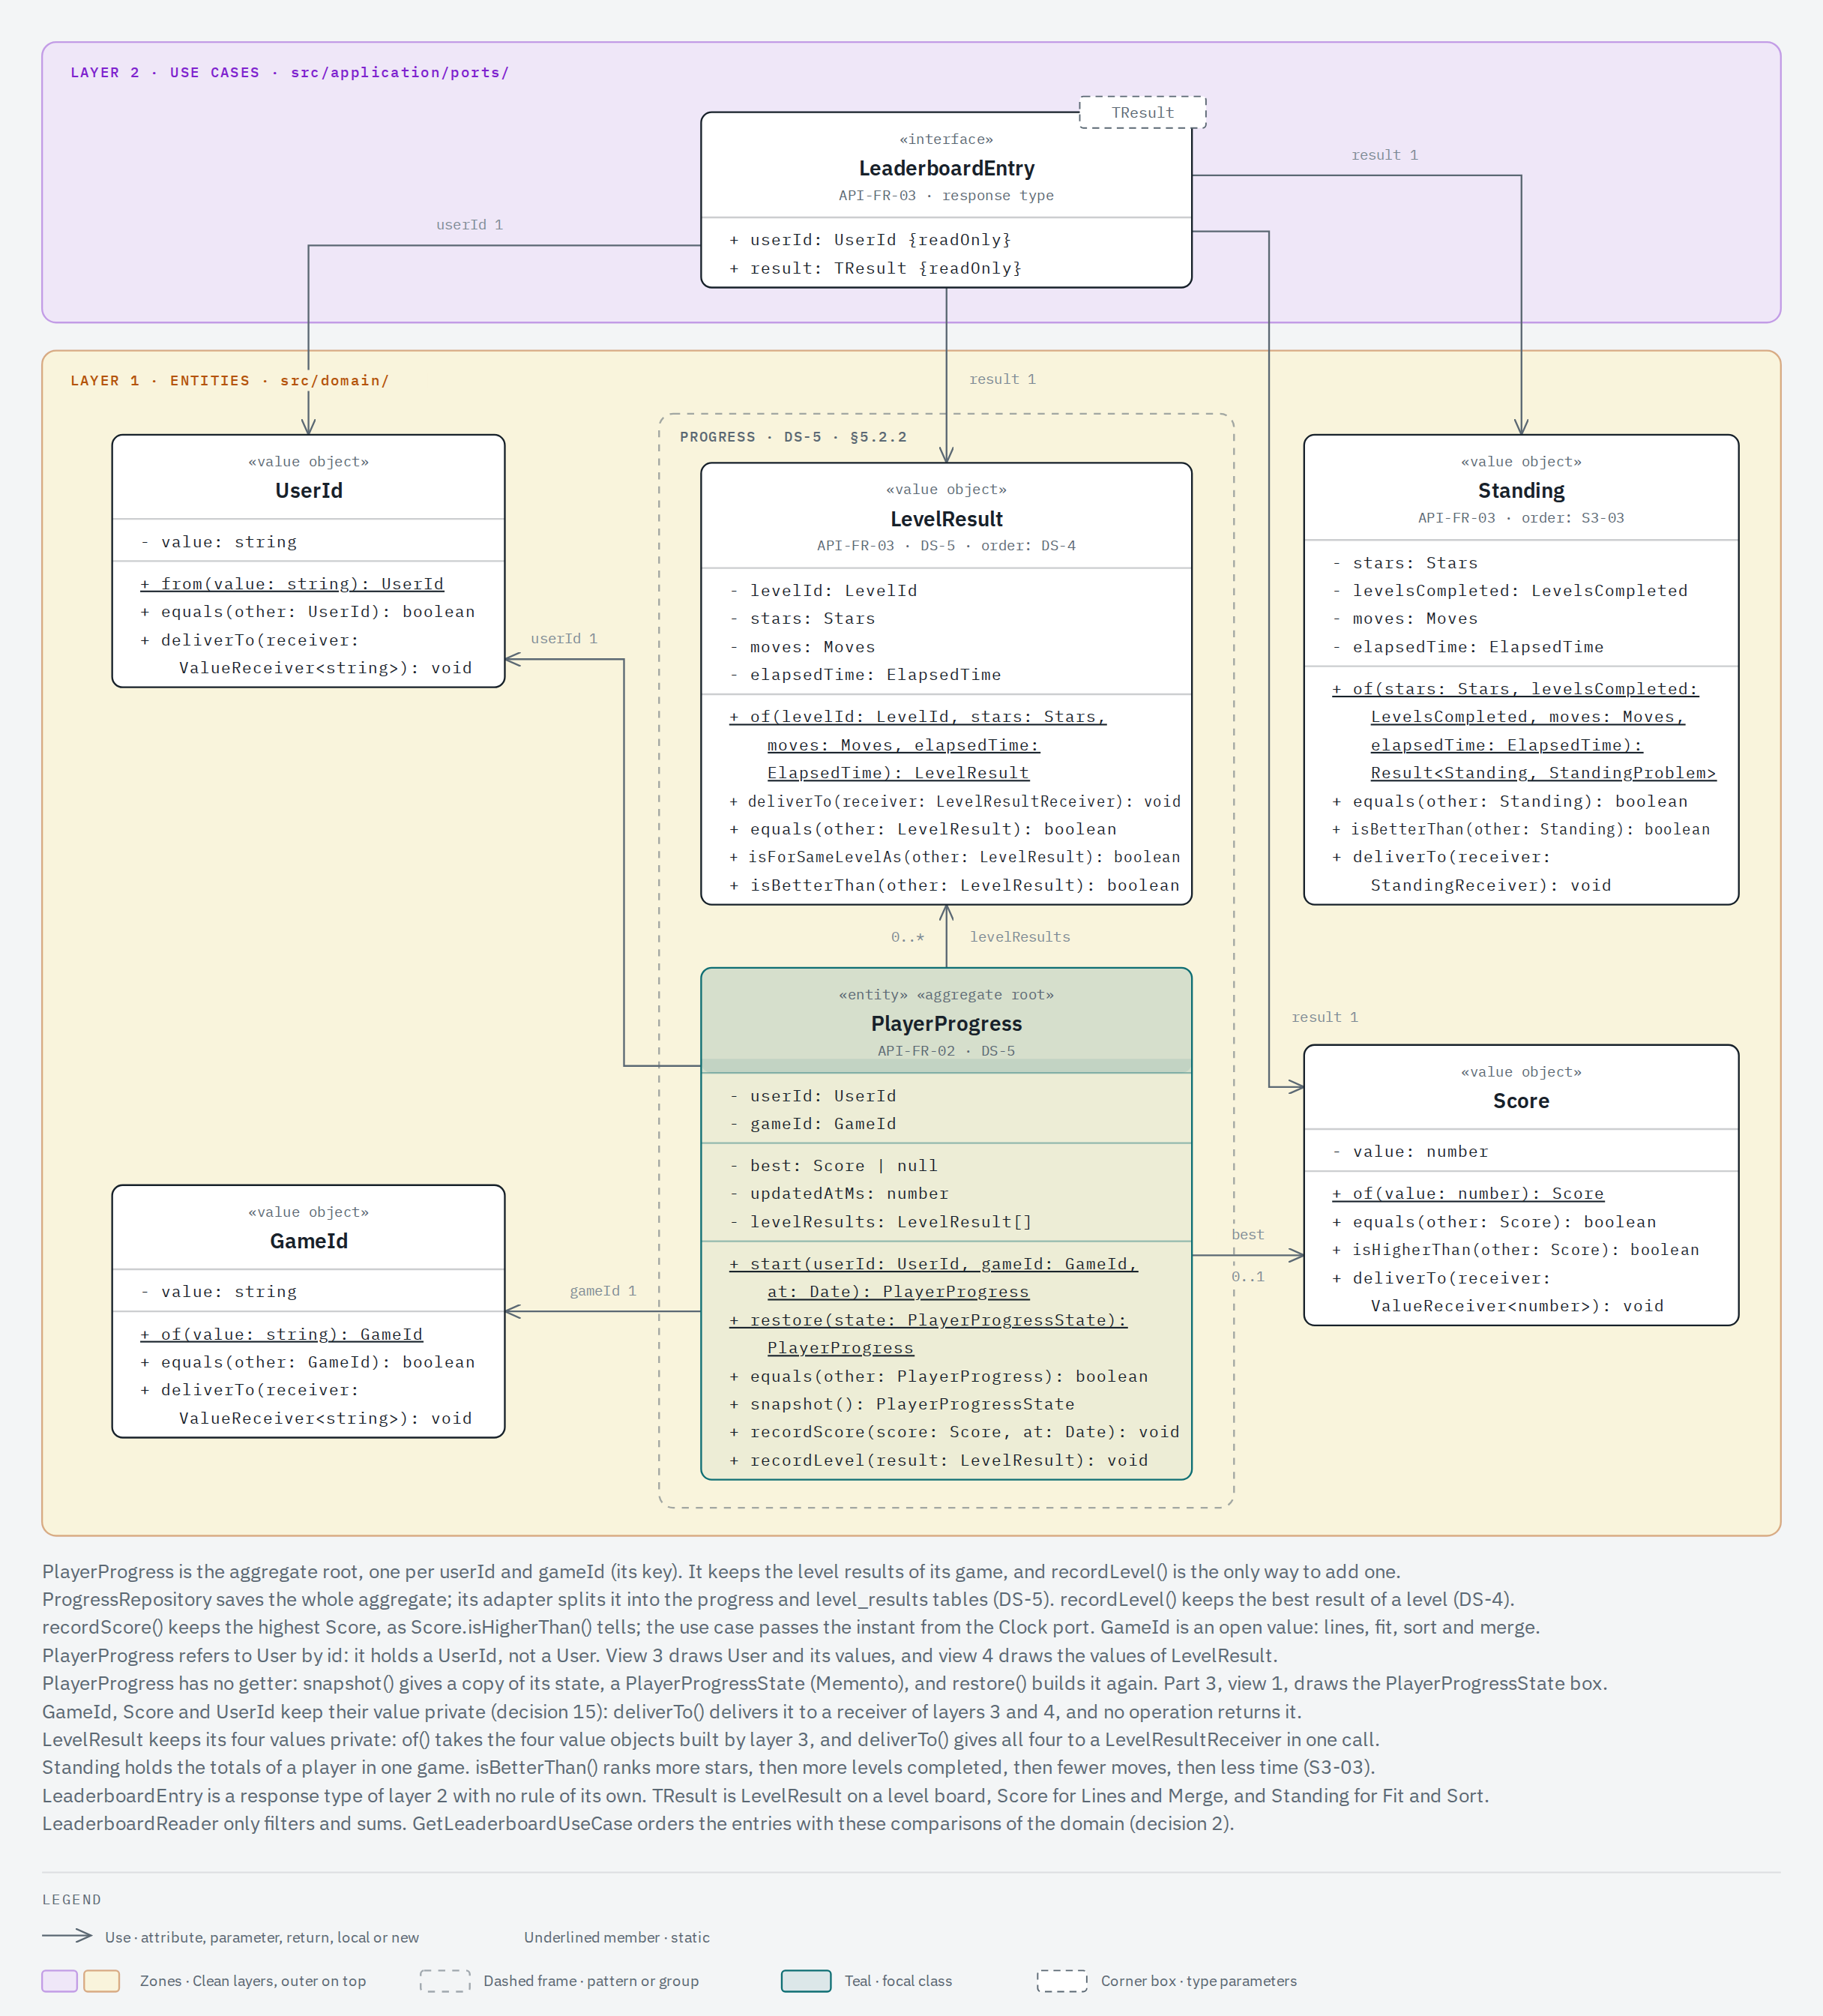 LAYER 2 · USE CASES · src/application/ports/
TResult
«interface»
LeaderboardEntry
API-FR-03 · response type
+ userId: UserId {readOnly}
+ result: TResult {readOnly}
userId 1
result 1
LAYER 1 · ENTITIES · src/domain/
result 1
«value object»
UserId
- value: string
+ from(value: string): UserId
+ equals(other: UserId): boolean
+ deliverTo(receiver:
ValueReceiver<string>): void
userId 1
PROGRESS · DS-5 · §5.2.2
«value object»
LevelResult
API-FR-03 · DS-5 · order: DS-4
- levelId: LevelId
- stars: Stars
- moves: Moves
- elapsedTime: ElapsedTime
+ of(levelId: LevelId, stars: Stars,
moves: Moves, elapsedTime:
ElapsedTime): LevelResult
+ deliverTo(receiver: LevelResultReceiver): void
+ equals(other: LevelResult): boolean
+ isForSameLevelAs(other: LevelResult): boolean
+ isBetterThan(other: LevelResult): boolean
«value object»
Standing
API-FR-03 · order: S3-03
- stars: Stars
- levelsCompleted: LevelsCompleted
- moves: Moves
- elapsedTime: ElapsedTime
+ of(stars: Stars, levelsCompleted:
LevelsCompleted, moves: Moves,
elapsedTime: ElapsedTime):
Result<Standing, StandingProblem>
+ equals(other: Standing): boolean
+ isBetterThan(other: Standing): boolean
+ deliverTo(receiver:
StandingReceiver): void
0..* levelResults
«entity» «aggregate root»
PlayerProgress
API-FR-02 · DS-5
- userId: UserId
- gameId: GameId
- best: Score | null
- updatedAtMs: number
- levelResults: LevelResult[]
+ start(userId: UserId, gameId: GameId,
at: Date): PlayerProgress
+ restore(state: PlayerProgressState):
PlayerProgress
+ equals(other: PlayerProgress): boolean
+ snapshot(): PlayerProgressState
+ recordScore(score: Score, at: Date): void
+ recordLevel(result: LevelResult): void
result 1
«value object»
Score
- value: number
+ of(value: number): Score
+ equals(other: Score): boolean
+ isHigherThan(other: Score): boolean
+ deliverTo(receiver:
ValueReceiver<number>): void
best
0..1
«value object»
GameId
- value: string
+ of(value: string): GameId
+ equals(other: GameId): boolean
+ deliverTo(receiver:
ValueReceiver<string>): void
gameId 1
PlayerProgress is the aggregate root, one per userId and gameId (its key). It keeps the level results of its game, and recordLevel() is the only way to add one.
ProgressRepository saves the whole aggregate; its adapter splits it into the progress and level_results tables (DS-5). recordLevel() keeps the best result of a level (DS-4).
recordScore() keeps the highest Score, as Score.isHigherThan() tells; the use case passes the instant from the Clock port. GameId is an open value: lines, fit, sort and merge.
PlayerProgress refers to User by id: it holds a UserId, not a User. View 3 draws User and its values, and view 4 draws the values of LevelResult.
PlayerProgress has no getter: snapshot() gives a copy of its state, a PlayerProgressState (Memento), and restore() builds it again. Part 3, view 1, draws the PlayerProgressState box.
GameId, Score and UserId keep their value private (decision 15): deliverTo() delivers it to a receiver of layers 3 and 4, and no operation returns it.
LevelResult keeps its four values private: of() takes the four value objects built by layer 3, and deliverTo() gives all four to a LevelResultReceiver in one call.
Standing holds the totals of a player in one game. isBetterThan() ranks more stars, then more levels completed, then fewer moves, then less time (S3-03).
LeaderboardEntry is a response type of layer 2 with no rule of its own. TResult is LevelResult on a level board, Score for Lines and Merge, and Standing for Fit and Sort.
LeaderboardReader only filters and sums. GetLeaderboardUseCase orders the entries with these comparisons of the domain (decision 2).
LEGEND
Use · attribute, parameter, return, local or new
Underlined member · static
Zones · Clean layers, outer on top
Dashed frame · pattern or group
Teal · focal class
Corner box · type parameters